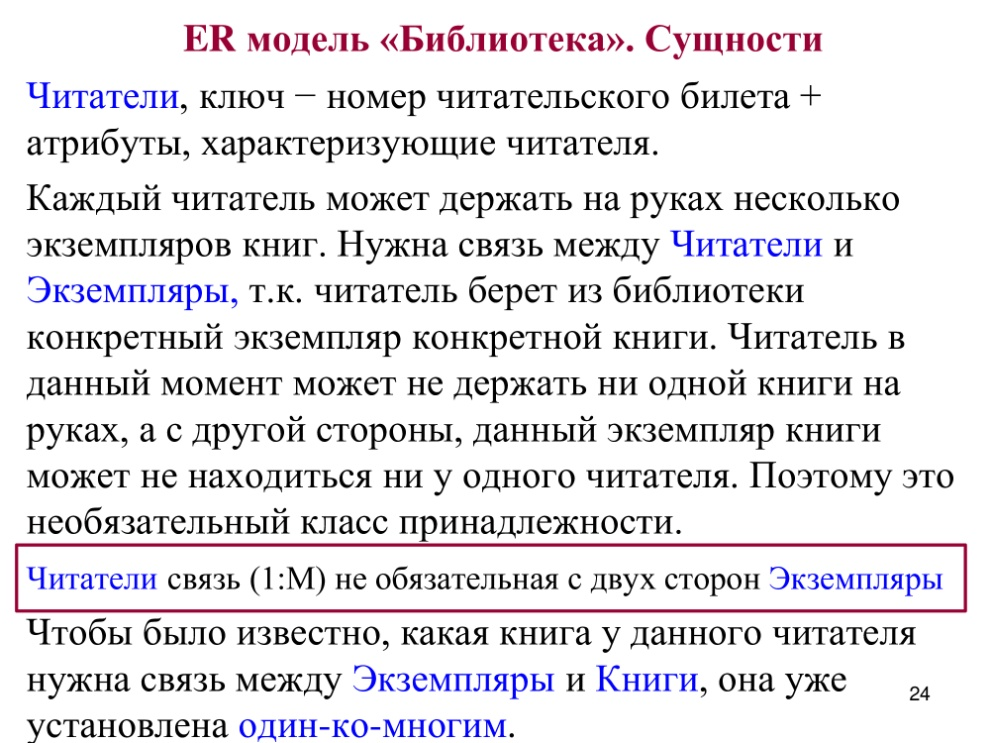 ER модель «Библиотека». Сущности
Читатели, ключ − номер читательского билета +
атрибуты, характеризующие читателя.
Каждый читатель может держать на руках несколько
экземпляров книг. Нужна связь между Читатели и
Экземпляры, т.к. читатель берет из библиотеки
конкретный экземпляр конкретной книги. Читатель в
данный момент может не держать ни одной книги на
руках, а с другой стороны, данный экземпляр книги
может не находиться ни у одного читателя. Поэтому это
необязательный класс принадлежности.
Читатели связь (1:М) не обязательная с двух сторон Экземпляры
Чтобы было известно, какая книга у данного читателя
нужна связь между Экземпляры и Книги, она уже
установлена один-ко-многим.
24